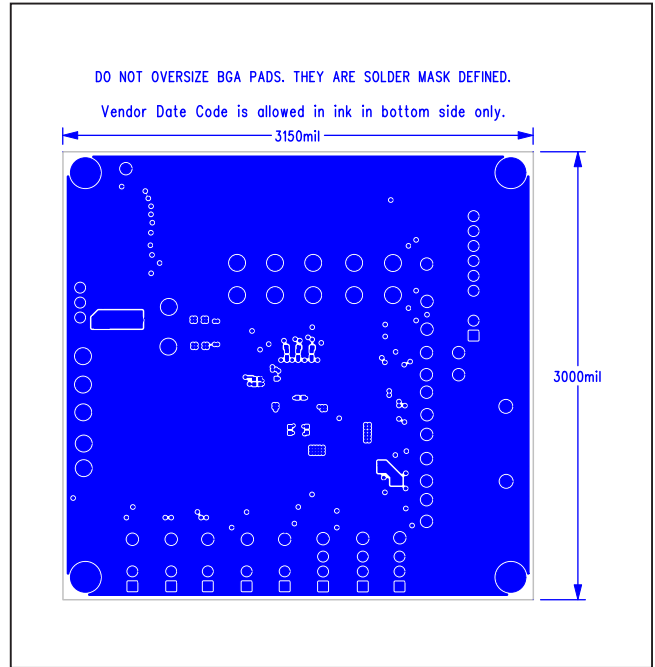 DO NOT OVERSIZE BGA PADS. THEY ARE SOLDER MASK DEFINED.
Vendor Date Code is allowed in ink in bottom side only.
3150mil
3000mil